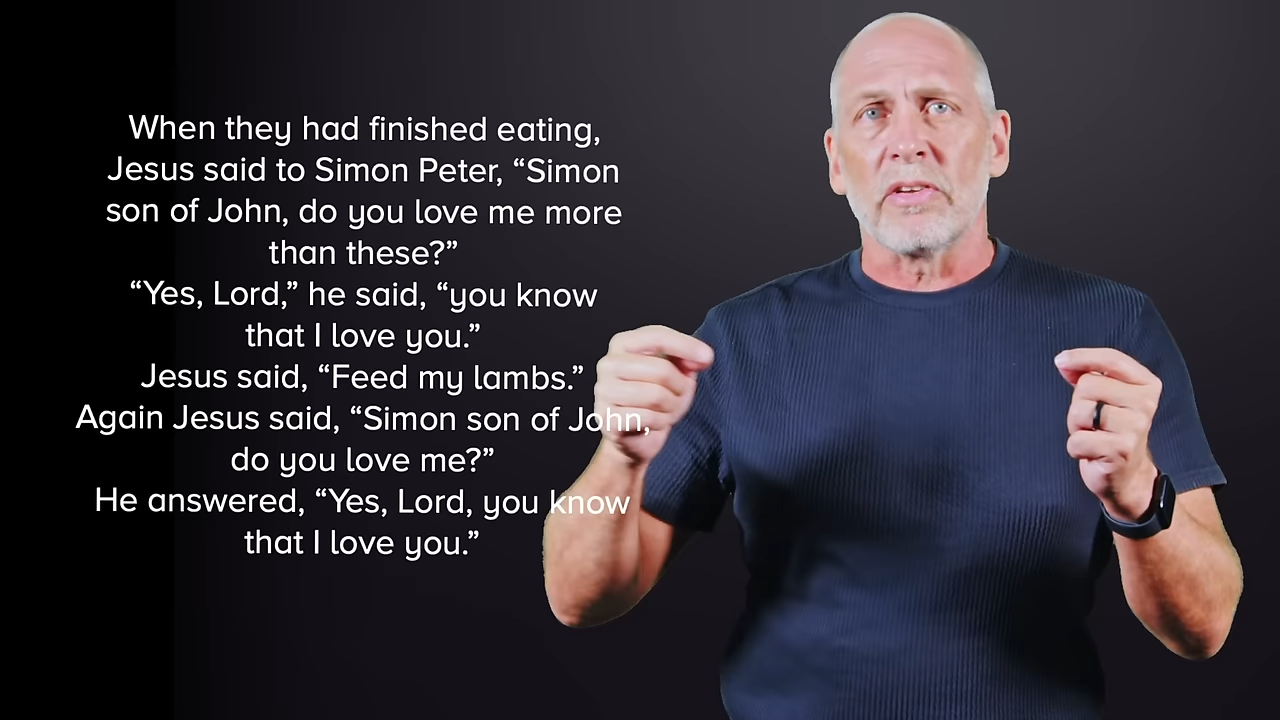 When they had finished eating,
Jesus said to Simon Peter, “Simon
son of John, do you love me more
than these?”
“Yes, Lord,” he said, “you know
that I love you.”
Jesus said, “Feed my lambs.”
Again Jesus said, “Simon son of John,
do you love me?”
He answered, “Yes, Lord, you know
that I love you.”